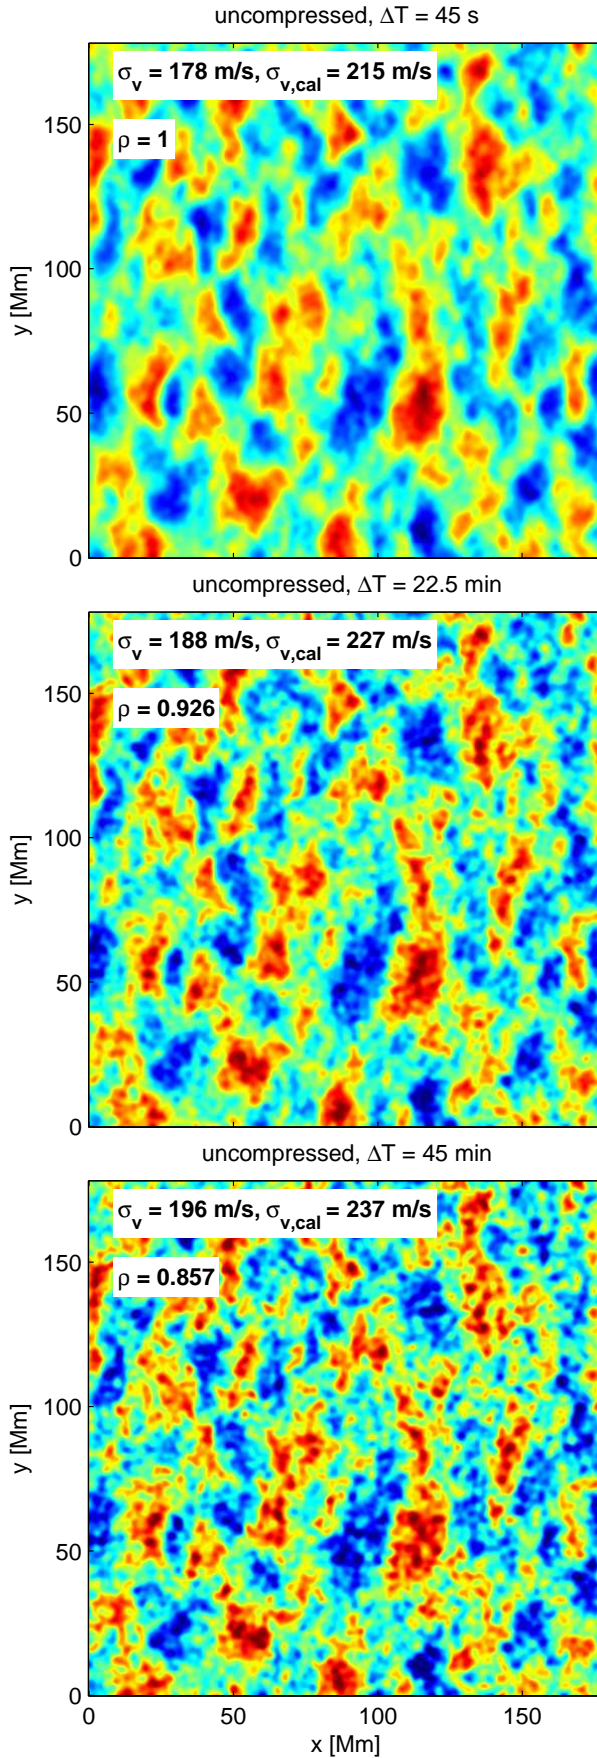 uncompressed, ΔT = 45 s
σv = 178 m/s, σv,cal = 215 m/s
ρ = 1
150
100
50
0
y [Mm]
uncompressed, ΔT = 22.5 min
σv = 188 m/s, σv,cal = 227 m/s
ρ = 0.926
150
100
50
0
y [Mm]
uncompressed, ΔT = 45 min
σv = 196 m/s, σv,cal = 237 m/s
ρ = 0.857
150
100
50
0
y [Mm]
0 50 100 150
x [Mm]